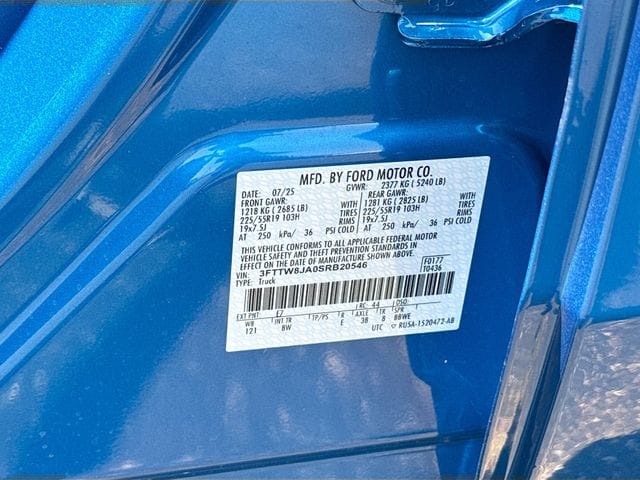 MFD. BY FORD MOTOR CO.
DATE: 07/25 GVWR: 2377 KG ( 5240 LB)
FRONT GAWR: REAR GAWR:
1218 KG ( 2685 LB) WITH 1281 KG ( 2825 LB) WITH
225/55R19 103H TIRES 225/55R19 103H TIRES
19x7.5J RIMS 19x7.5J RIMS
AT 250 kPa/ 36 PSI COLD AT 250 kPa/ 36 PSI COLD
THIS VEHICLE CONFORMS TO ALL APPLICABLE FEDERAL MOTOR
VEHICLE SAFETY AND THEFT PREVENTION STANDARDS IN
EFFECT ON THE DATE OF MANUFACTURE SHOWN ABOVE.
VIN: 3FTTW8JA0SRB20546 F0177
TYPE: Truck T0436
EXT PNT: E7 RC: 44 DSO:
WB INT TR TP/PS R AXLE TR SPR
121 BW E 3B 8 BBWE
UTC RUSA-1520472-AB